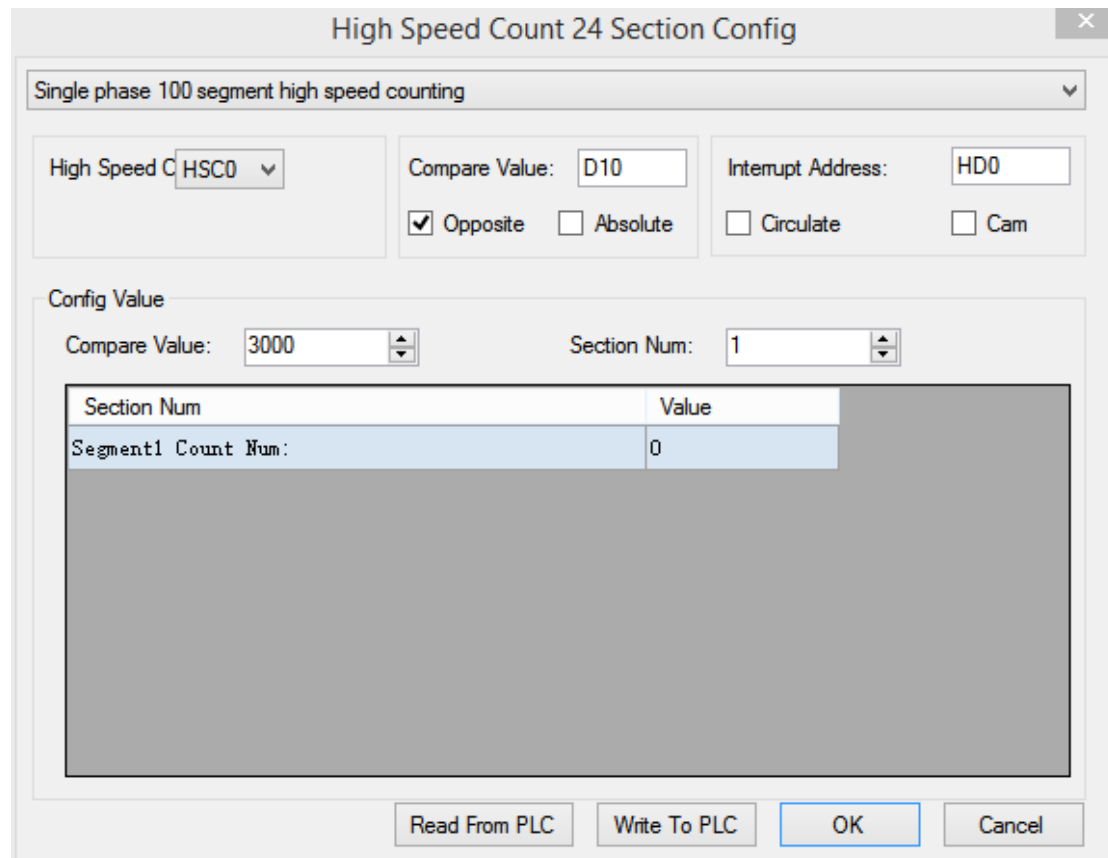 High Speed Count 24 Section Config
Single phase 100 segment high speed counting
High Speed C HSC0
Compare Value: D10
Interrupt Address: HD0
Opposite Absolute
Circulate Cam
Config Value
Compare Value: 3000 Section Num: 1
Section Num Value
Segment1 Count Num: 0
Read From PLC Write To PLC OK Cancel